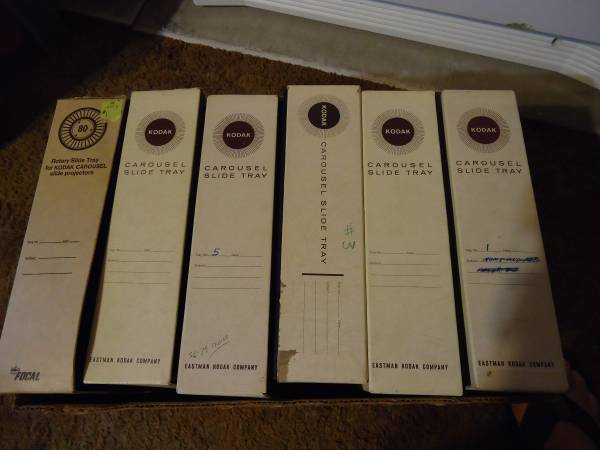 80
Rotary Slide Tray
for KODAK CAROUSEL
slide projectors
FOCAL
KODAK
CAROUSEL
SLIDE TRAY
EASTMAN KODAK COMPANY
KODAK
CAROUSEL
SLIDE TRAY
5
EASTMAN KODAK COMPANY
KODAK
CAROUSEL SLIDE TRAY
#3
KODAK
CAROUSEL
SLIDE TRAY
EASTMAN KODAK COMPANY
KODAK
CAROUSEL
SLIDE TRAY
1
EASTMAN KODAK COMPANY